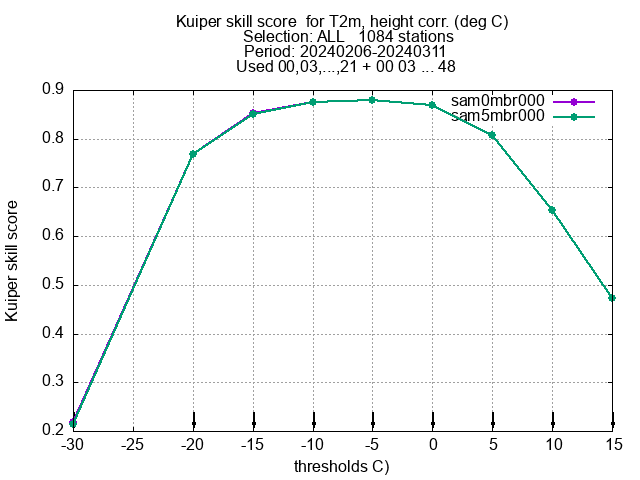 Kuiper skill score  for T2m, height corr. (deg C)
Selection: ALL   1084 stations
Period: 20240206-20240311
Used 00,03,...,21 + 00 03 ... 48
sam0mbr000
sam5mbr000
Kuiper skill score
0.9
0.8
0.7
0.6
0.5
0.4
0.3
0.2
-30 -25 -20 -15 -10 -5 0 5 10 15
thresholds C)